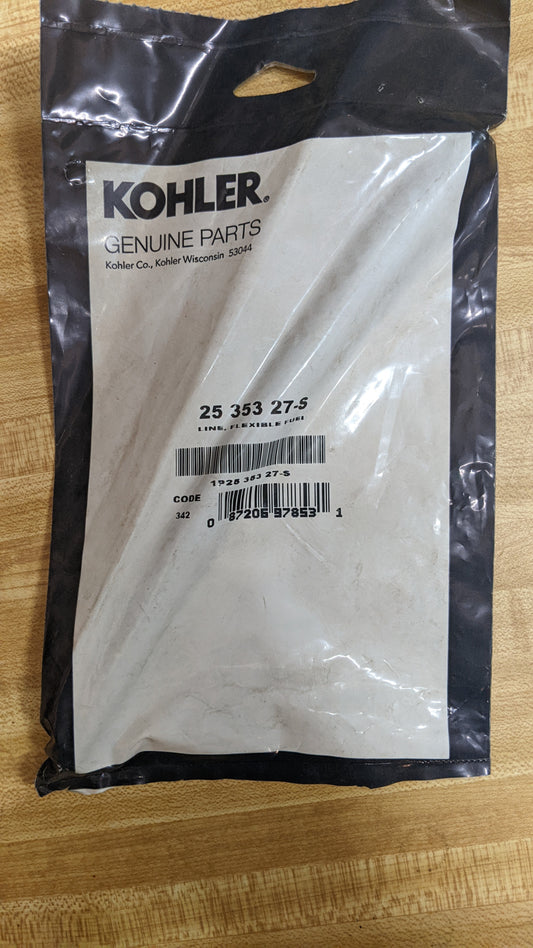 KOHLER®
GENUINE PARTS
Kohler Co., Kohler Wisconsin 53044
25 353 27-S
LINE, FLEXIBLE FUEL
1P25 353 27-S
CODE
342
0 87206 97853 1